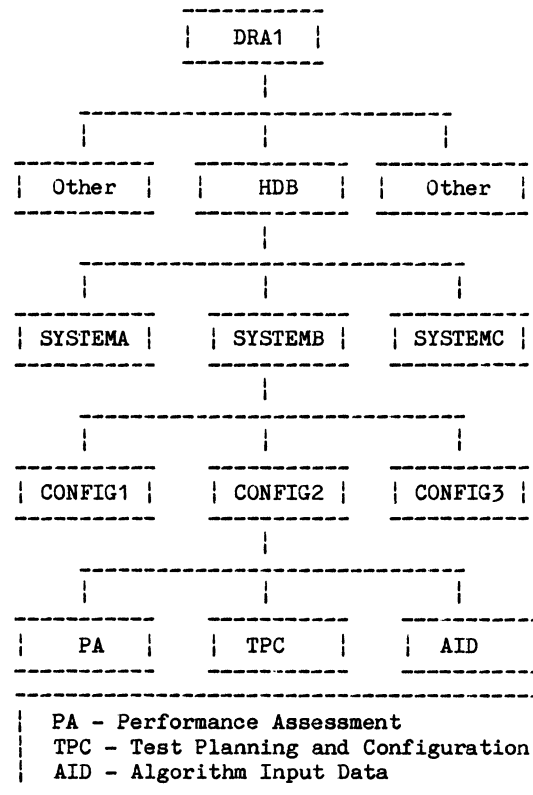 DRA1
Other HDB Other
SYSTEMA SYSTEMB SYSTEMC
CONFIG1 CONFIG2 CONFIG3
PA TPC AID
PA - Performance Assessment
TPC - Test Planning and Configuration
AID - Algorithm Input Data